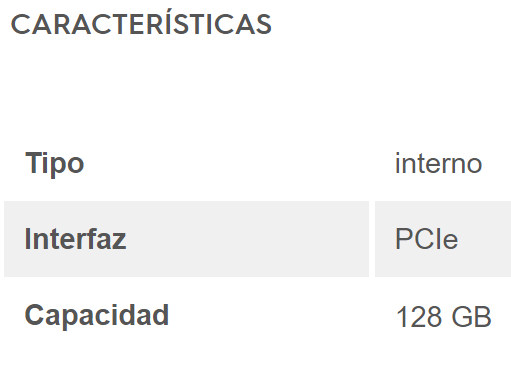 CARACTERÍSTICAS
Tipo interno
Interfaz PCIe
Capacidad 128 GB